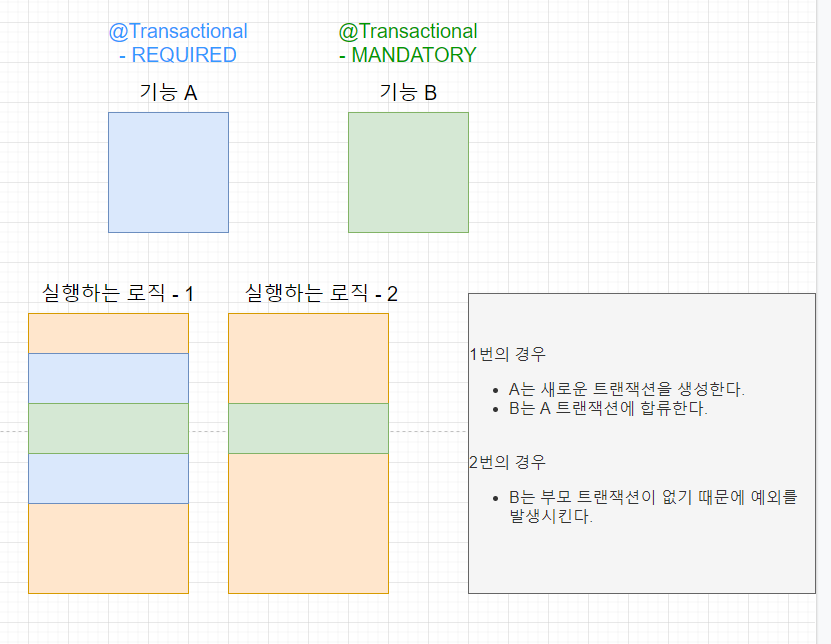 @Transactional
- REQUIRED
@Transactional
- MANDATORY
기능 A
기능 B
실행하는 로직 - 1
실행하는 로직 - 2
1번의 경우
• A는 새로운 트랜잭션을 생성한다.
• B는 A 트랜잭션에 합류한다.
2번의 경우
• B는 부모 트랜잭션이 없기 때문에 예외를
발생시킨다.